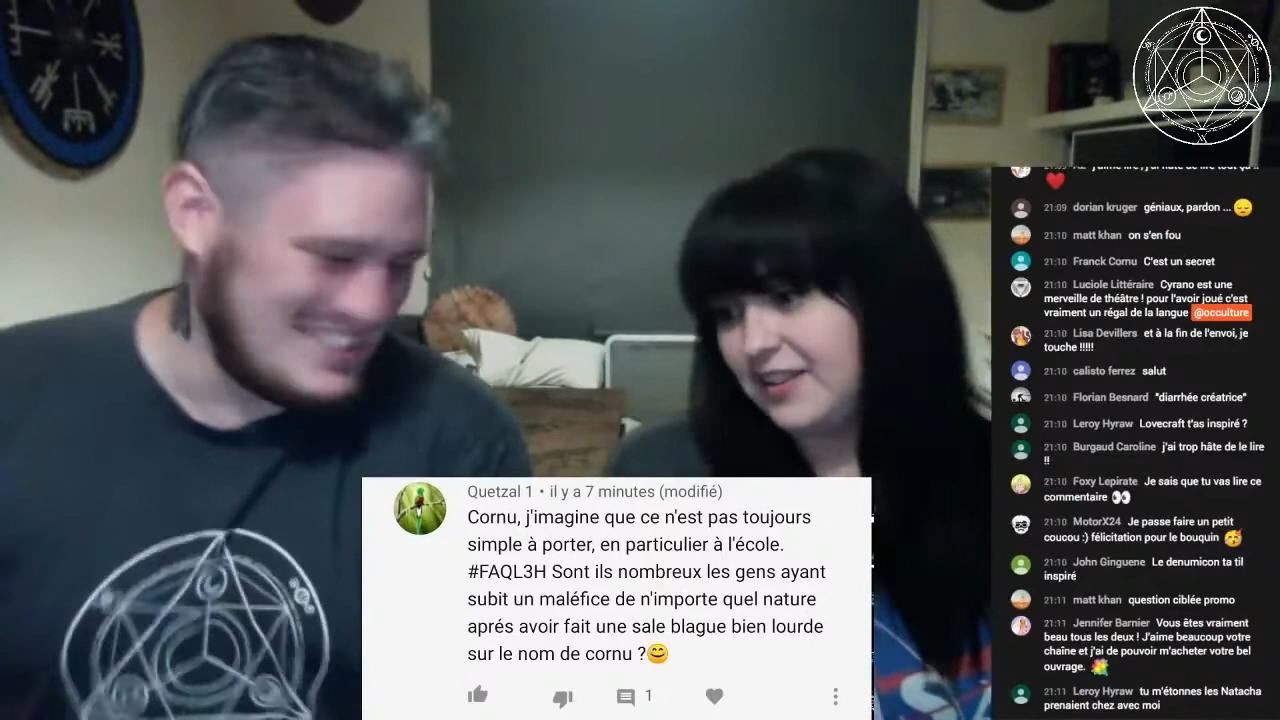 Quetzal 1 • il y a 7 minutes (modifié)
Cornu, j'imagine que ce n'est pas toujours
simple à porter, en particulier à l'école.
#FAQL3H Sont ils nombreux les gens ayant
subit un maléfice de n'importe quel nature
aprés avoir fait une sale blague bien lourde
sur le nom de cornu ?😊
1
❤️
21:09 dorian kruger géniaux, pardon ... 😔
21:10 matt khan on s'en fou
21:10 Franck Cornu C'est un secret
21:10 Luciole Littéraire Cyrano est une
merveille de théâtre ! pour l'avoir joué c'est
vraiment un régal de la langue @occulture
21:10 Lisa Devillers et à la fin de l'envoi, je
touche !!!!!
21:10 calisto ferrez salut
21:10 Florian Besnard "diarrhée créatrice"
21:10 Leroy Hyraw Lovecraft t'as inspiré ?
21:10 Burgaud Caroline j'ai trop hâte de le lire
!!
21:10 Foxy Lepirate Je sais que tu vas lire ce
commentaire 👀
21:10 MotorX24 Je passe faire un petit
coucou :) félicitation pour le bouquin 🥳
21:10 John Ginguene Le denumicon ta til
inspiré
21:11 matt khan question ciblée promo
21:11 Jennifer Barnier Vous êtes vraiment
beau tous les deux ! J'aime beaucoup votre
chaîne et j'ai de pouvoir m'acheter votre bel
ouvrage. 💐
21:11 Leroy Hyraw tu m'étonnes les Natacha
prenaient chez avec moi